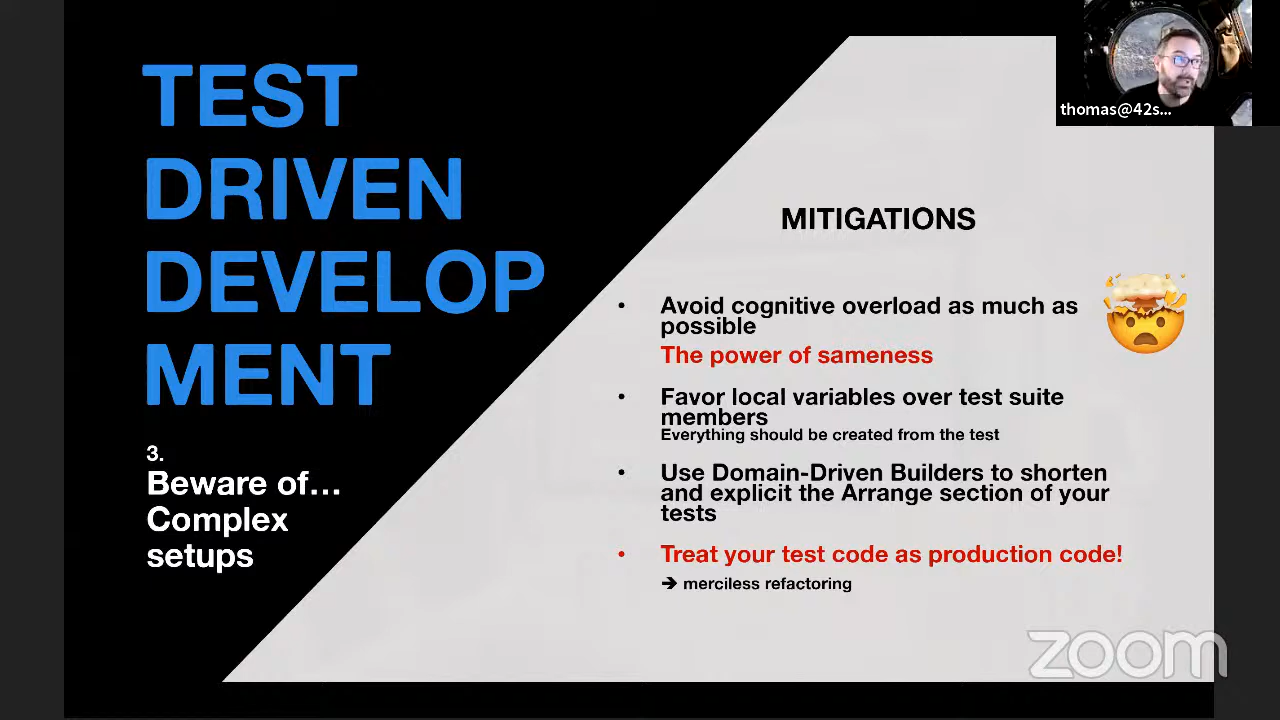 TEST
DRIVEN
DEVELOP
MENT
3.
Beware of…
Complex
setups
thomas@42s...
MITIGATIONS
• Avoid cognitive overload as much as
possible
The power of sameness
• Favor local variables over test suite
members
Everything should be created from the test
• Use Domain-Driven Builders to shorten
and explicit the Arrange section of your
tests
• Treat your test code as production code!
➔ merciless refactoring
zoom